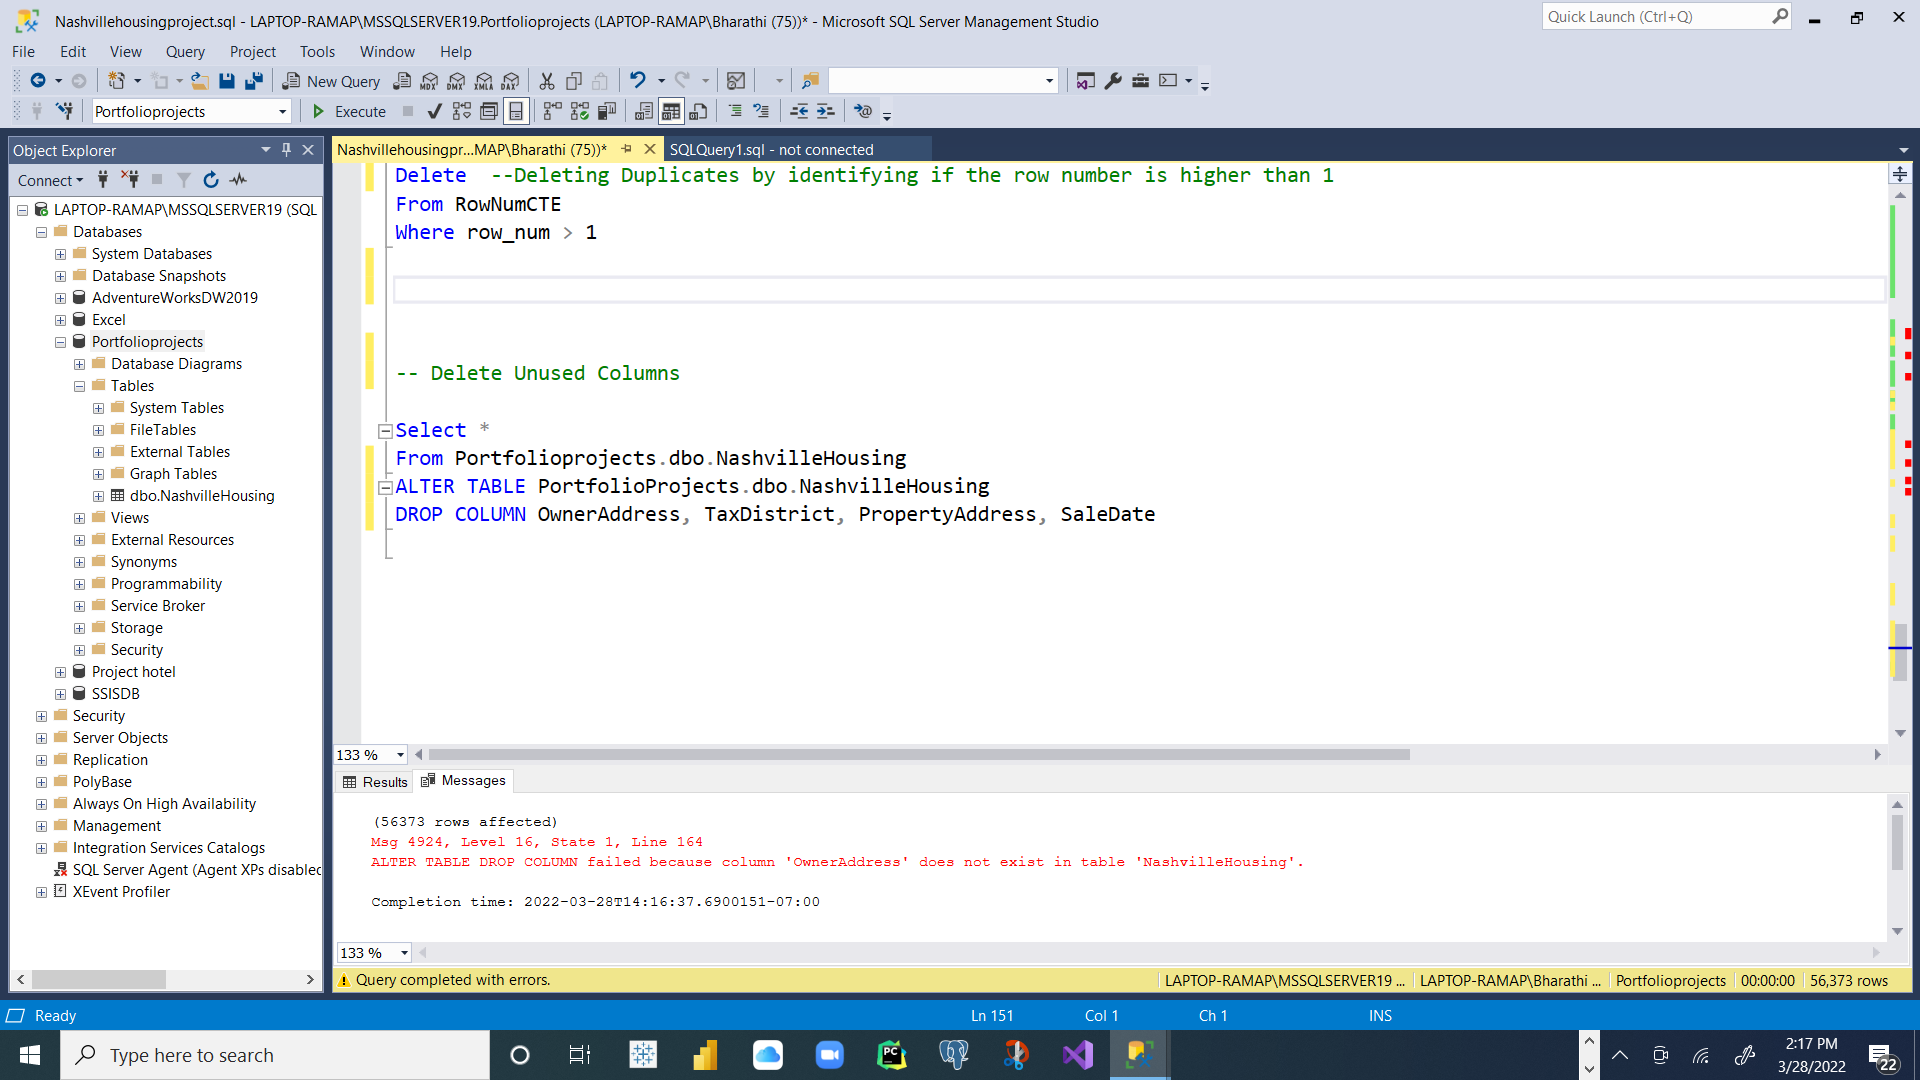 Nashvillehousingproject.sql - LAPTOP-RAMAP\MSSQLSERVER19.Portfolioprojects (LAPTOP-RAMAP\Bharathi (75))* - Microsoft SQL Server Management Studio
Quick Launch (Ctrl+Q)
File Edit View Query Project Tools Window Help
New Query MDX DMX XMLA DAX
Portfolioprojects Execute
Object Explorer
Nashvillehousingpr...MAP\Bharathi (75))*
SQLQuery1.sql - not connected
Connect
LAPTOP-RAMAP\MSSQLSERVER19 (SQL
Databases
System Databases
Database Snapshots
AdventureWorksDW2019
Excel
Portfolioprojects
Database Diagrams
Tables
System Tables
FileTables
External Tables
Graph Tables
dbo.NashvilleHousing
Views
External Resources
Synonyms
Programmability
Service Broker
Storage
Security
Project hotel
SSISDB
Security
Server Objects
Replication
PolyBase
Always On High Availability
Management
Integration Services Catalogs
SQL Server Agent (Agent XPs disabled
XEvent Profiler
Delete  --Deleting Duplicates by identifying if the row number is higher than 1
From RowNumCTE
Where row_num > 1
-- Delete Unused Columns
Select *
From Portfolioprojects.dbo.NashvilleHousing
ALTER TABLE PortfolioProjects.dbo.NashvilleHousing
DROP COLUMN OwnerAddress, TaxDistrict, PropertyAddress, SaleDate
133 %
Results Messages
(56373 rows affected)
Msg 4924, Level 16, State 1, Line 164
ALTER TABLE DROP COLUMN failed because column 'OwnerAddress' does not exist in table 'NashvilleHousing'.
Completion time: 2022-03-28T14:16:37.6900151-07:00
133 %
Query completed with errors.
LAPTOP-RAMAP\MSSQLSERVER19 ... LAPTOP-RAMAP\Bharathi ... Portfolioprojects 00:00:00 56,373 rows
Ready Ln 151 Col 1 Ch 1 INS
Type here to search
PC
2:17 PM
3/28/2022
22